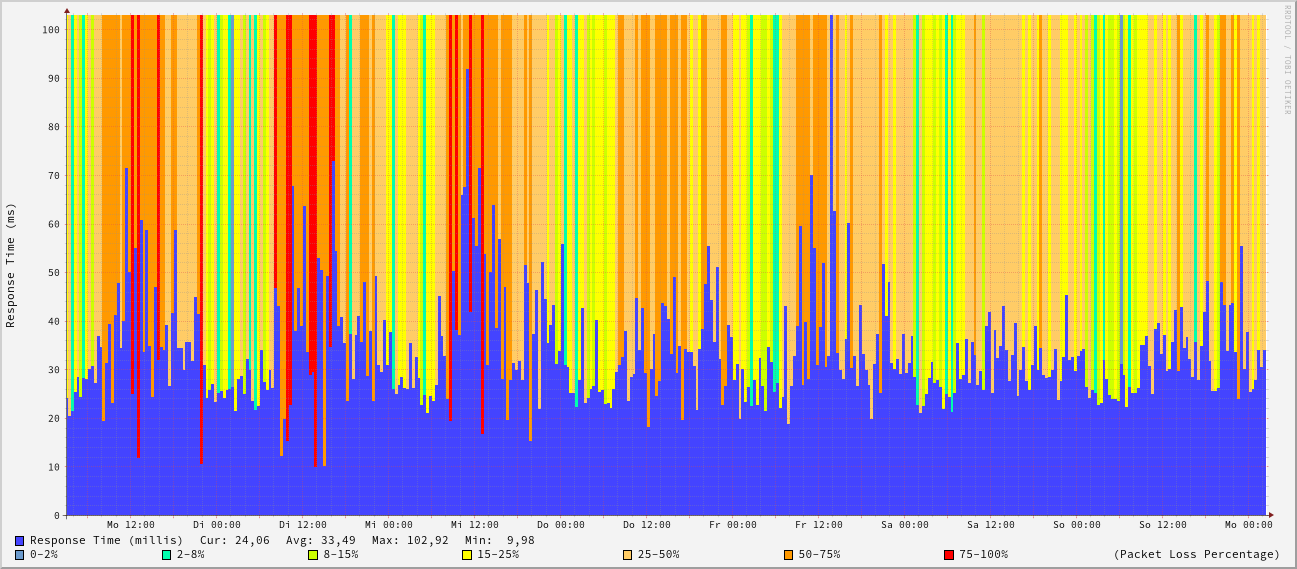 RRDTOOL / TOBI OETIKER
Response Time (ms)
100
90
80
70
60
50
40
30
20
10
0
Mo 12:00 Di 00:00 Di 12:00 Mi 00:00 Mi 12:00 Do 00:00 Do 12:00 Fr 00:00 Fr 12:00 Sa 00:00 Sa 12:00 So 00:00 So 12:00 Mo 00:00
Response Time (millis) Cur: 24,06 Avg: 33,49 Max: 102,92 Min: 9,98
0-2% 2-8% 8-15% 15-25% 25-50% 50-75% 75-100% (Packet Loss Percentage)